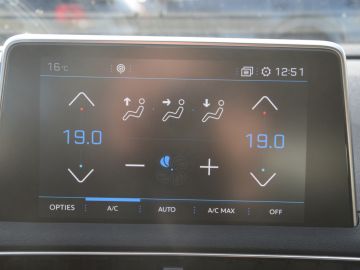 16°C 12:51
19.0 19.0
OPTIES A/C AUTO A/C MAX OFF